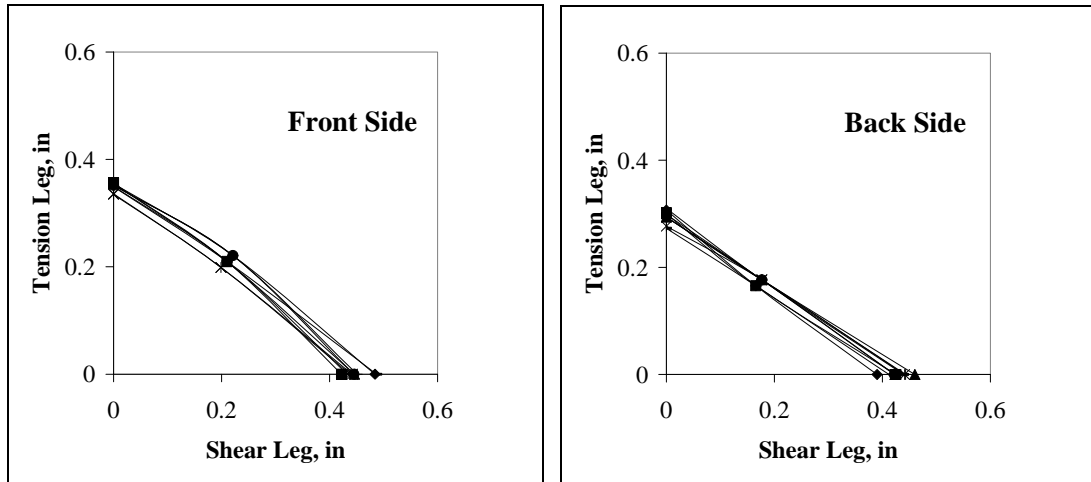 0.6
0.4
0.2
0
0 0.2 0.4 0.6
Tension Leg, in
Shear Leg, in
Front Side
0.6
0.4
0.2
0
0 0.2 0.4 0.6
Tension Leg, in
Shear Leg, in
Back Side